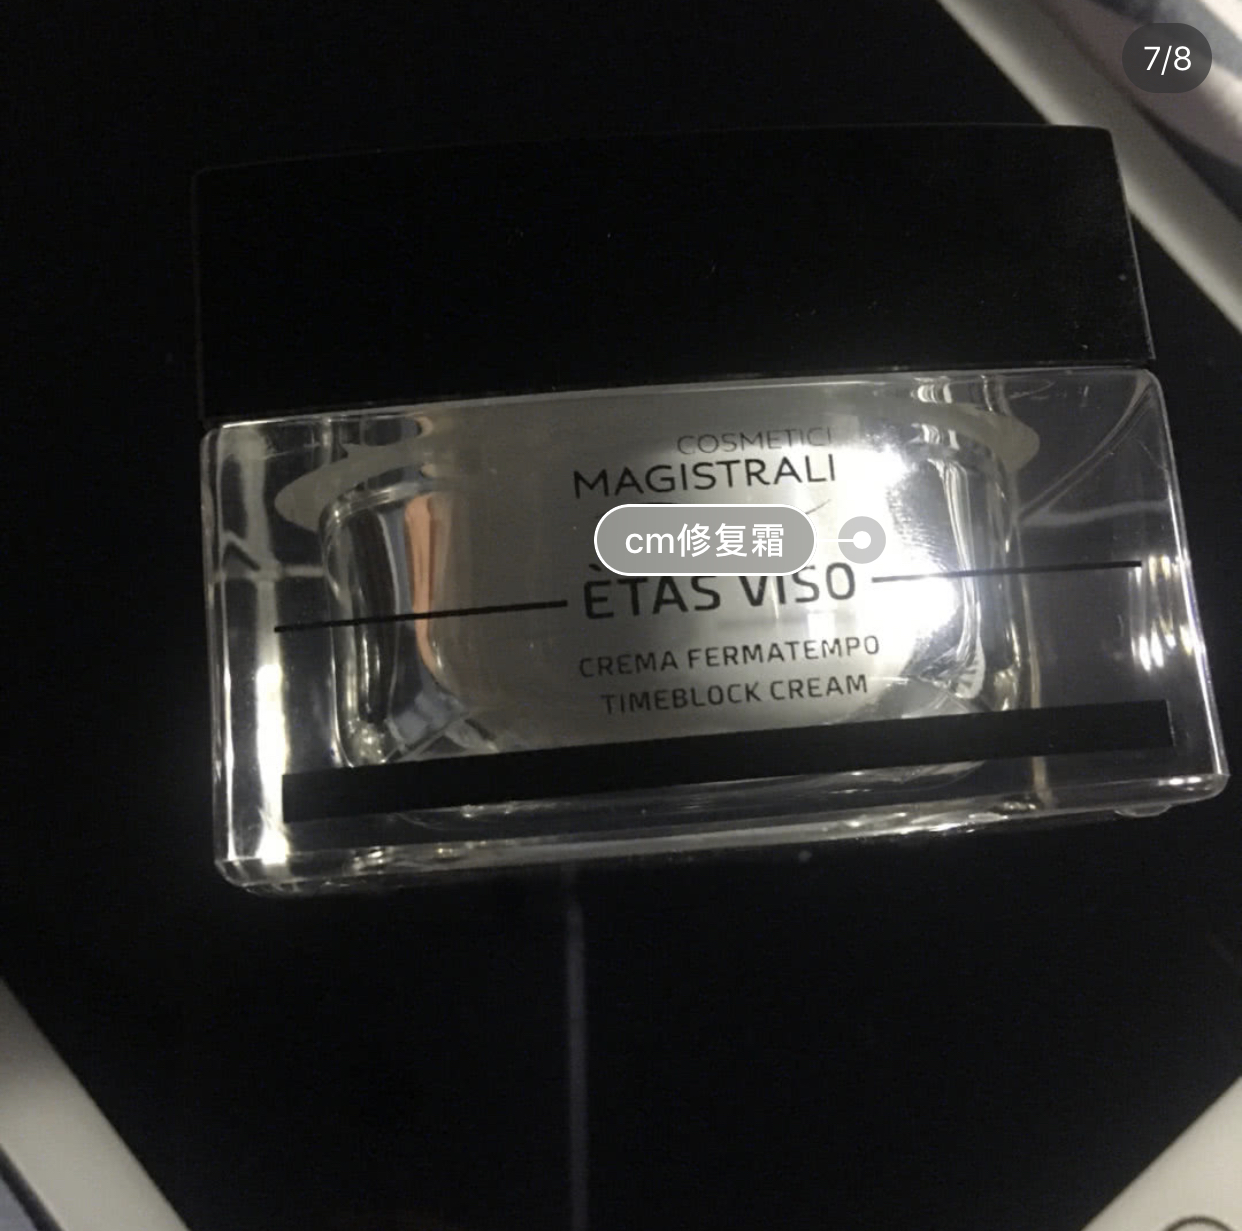 7/8
COSMETICI
MAGISTRALI
cm修复霜
ÈTAS VISO
CREMA FERMATEMPO
TIMEBLOCK CREAM